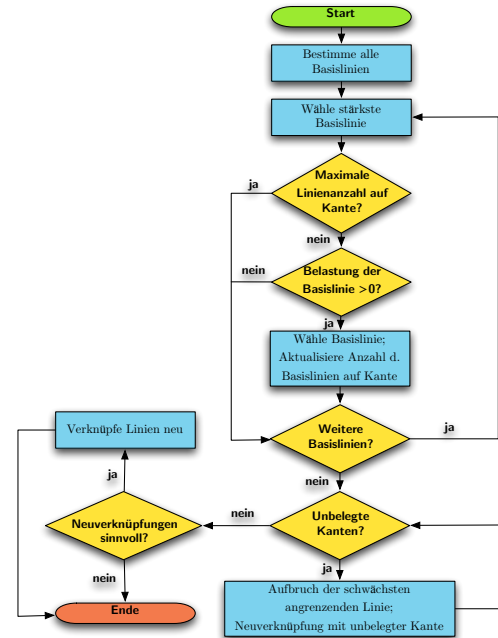 Start
Bestimme alle
Basislinien
Wähle stärkste
Basislinie
Maximale
Linienanzahl auf
Kante?
ja
nein
Belastung der
Basislinie >0?
nein
ja
Wähle Basislinie;
Aktualisiere Anzahl d.
Basislinien auf Kante
Weitere
Basislinien?
ja
nein
Unbelegte
Kanten?
nein
ja
Aufbruch der schwächsten
angrenzenden Linie;
Neuverknüpfung mit unbelegter Kante
Neuverknüpfungen
sinnvoll?
ja
Verknüpfe Linien neu
nein
Ende